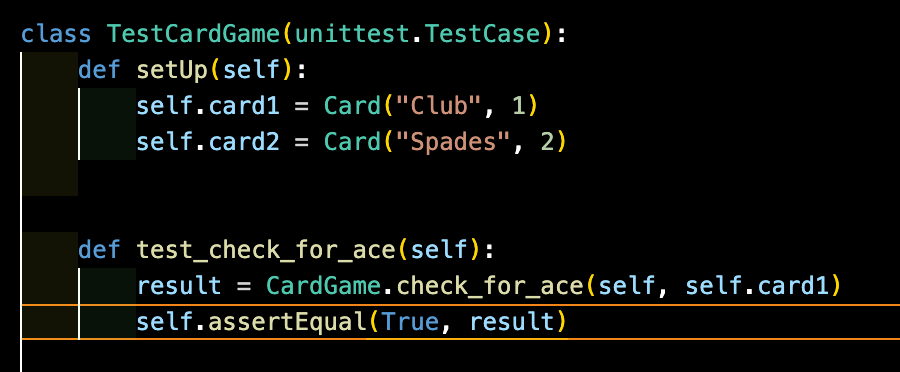 class TestCardGame(unittest.TestCase):
    def setUp(self):
        self.card1 = Card("Club", 1)
        self.card2 = Card("Spades", 2)
    def test_check_for_ace(self):
        result = CardGame.check_for_ace(self, self.card1)
        self.assertEqual(True, result)